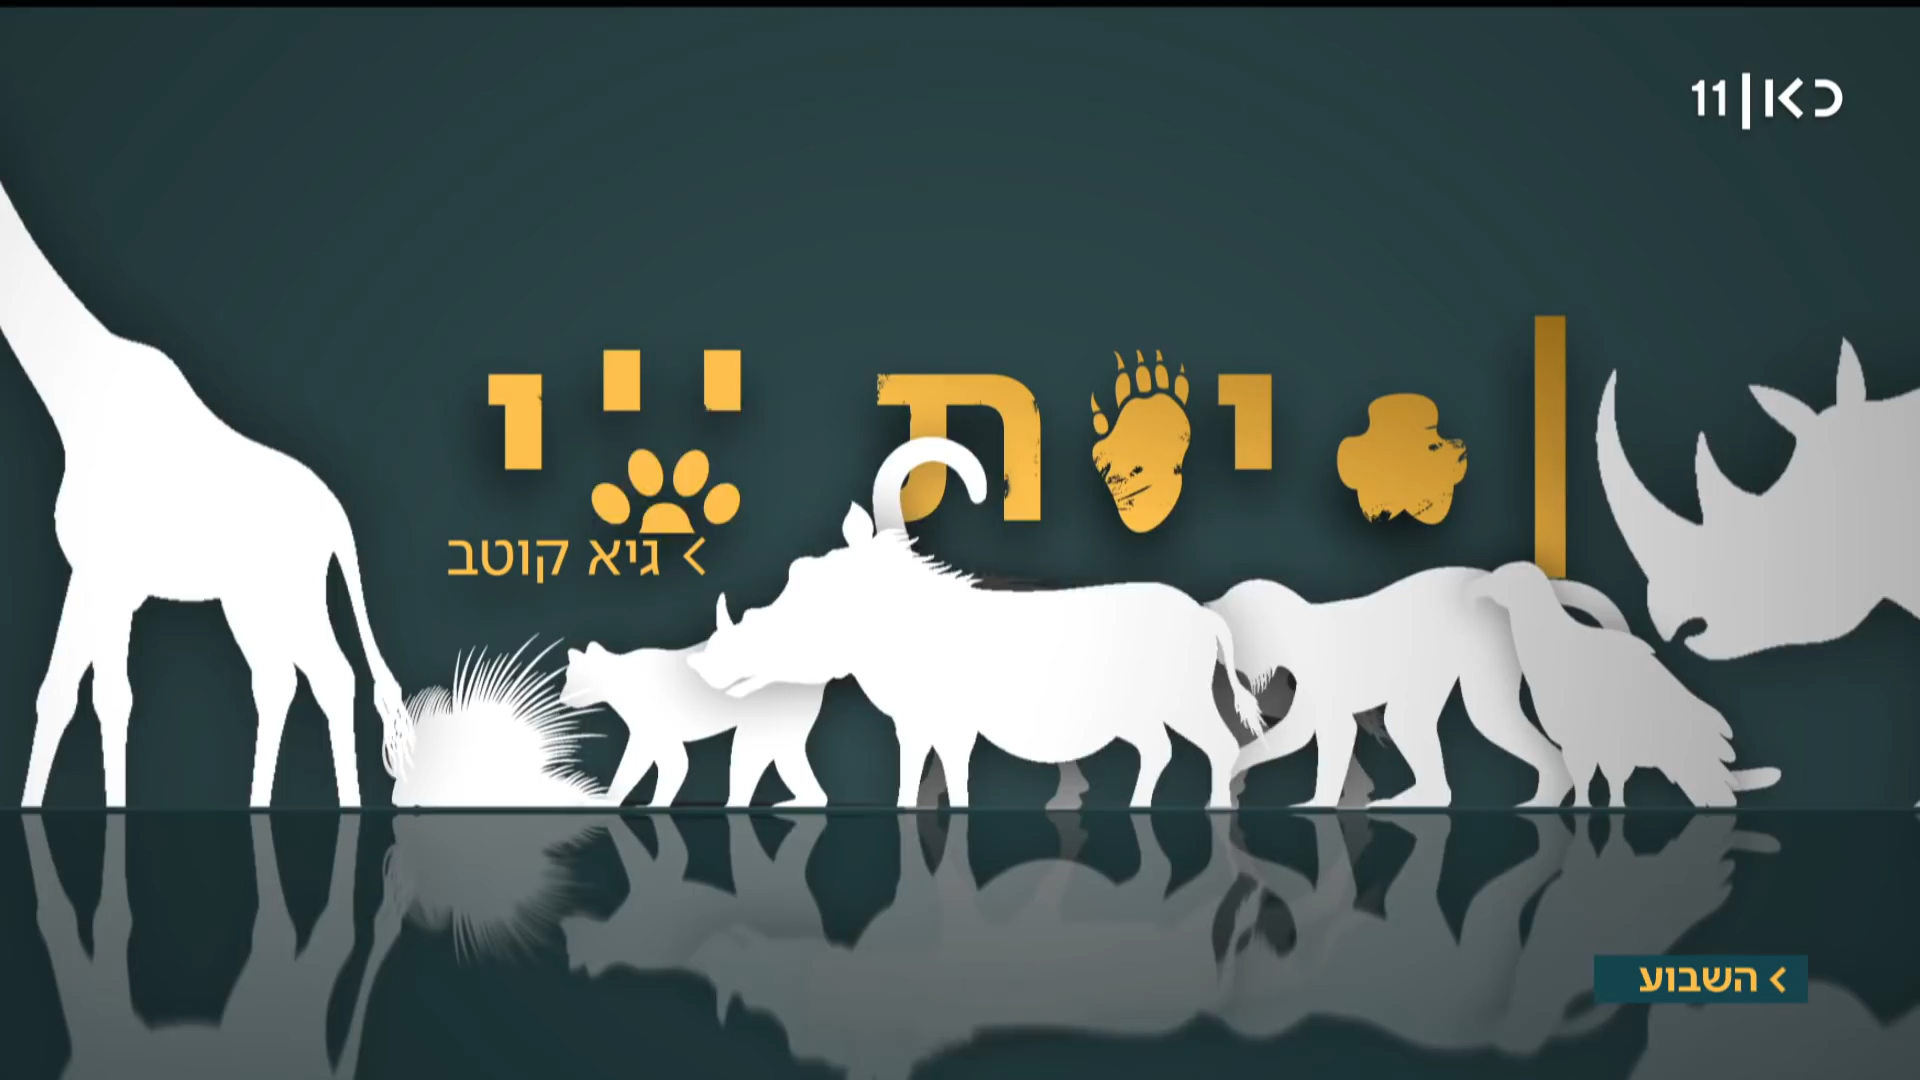 כאן|11
> גיא קוטב
> השבוע